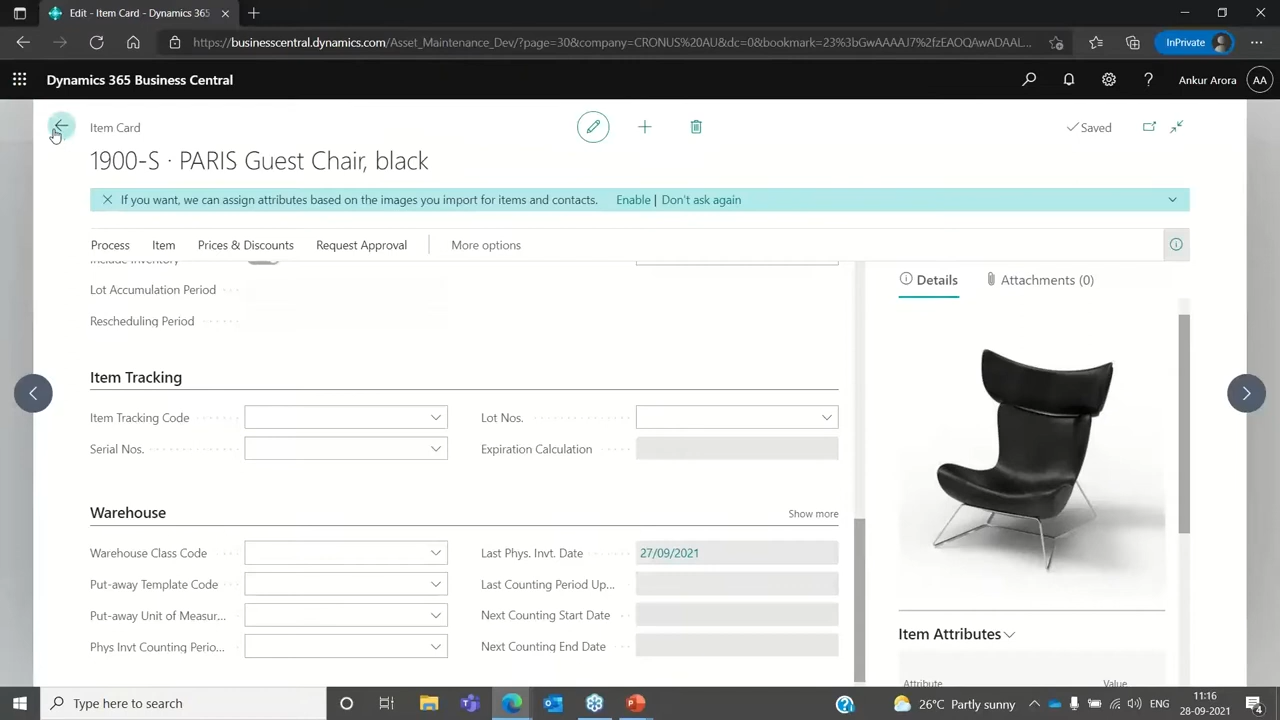 Edit - Item Card - Dynamics 365
https://businesscentral.dynamics.com/Asset_Maintenance_Dev/?page=30&company=CRONUS%20AU&dc=0&bookmark=23%3bGwAAAAJ7%2fzEAOQAwADAAL...
InPrivate
Dynamics 365 Business Central
Ankur Arora
AA
Item Card
Saved
1900-S · PARIS Guest Chair, black
If you want, we can assign attributes based on the images you import for items and contacts. Enable | Don't ask again
Process Item Prices & Discounts Request Approval More options
Include Inventory
Lot Accumulation Period
Rescheduling Period
Item Tracking
Item Tracking Code
Lot Nos.
Serial Nos.
Expiration Calculation
Warehouse
Show more
Warehouse Class Code
Last Phys. Invt. Date 27/09/2021
Put-away Template Code
Last Counting Period Up...
Put-away Unit of Measur...
Next Counting Start Date
Phys Invt Counting Perio...
Next Counting End Date
Details
Attachments (0)
Item Attributes
Attribute Value
Type here to search
26°C Partly sunny
ENG
11:16
28-09-2021
4